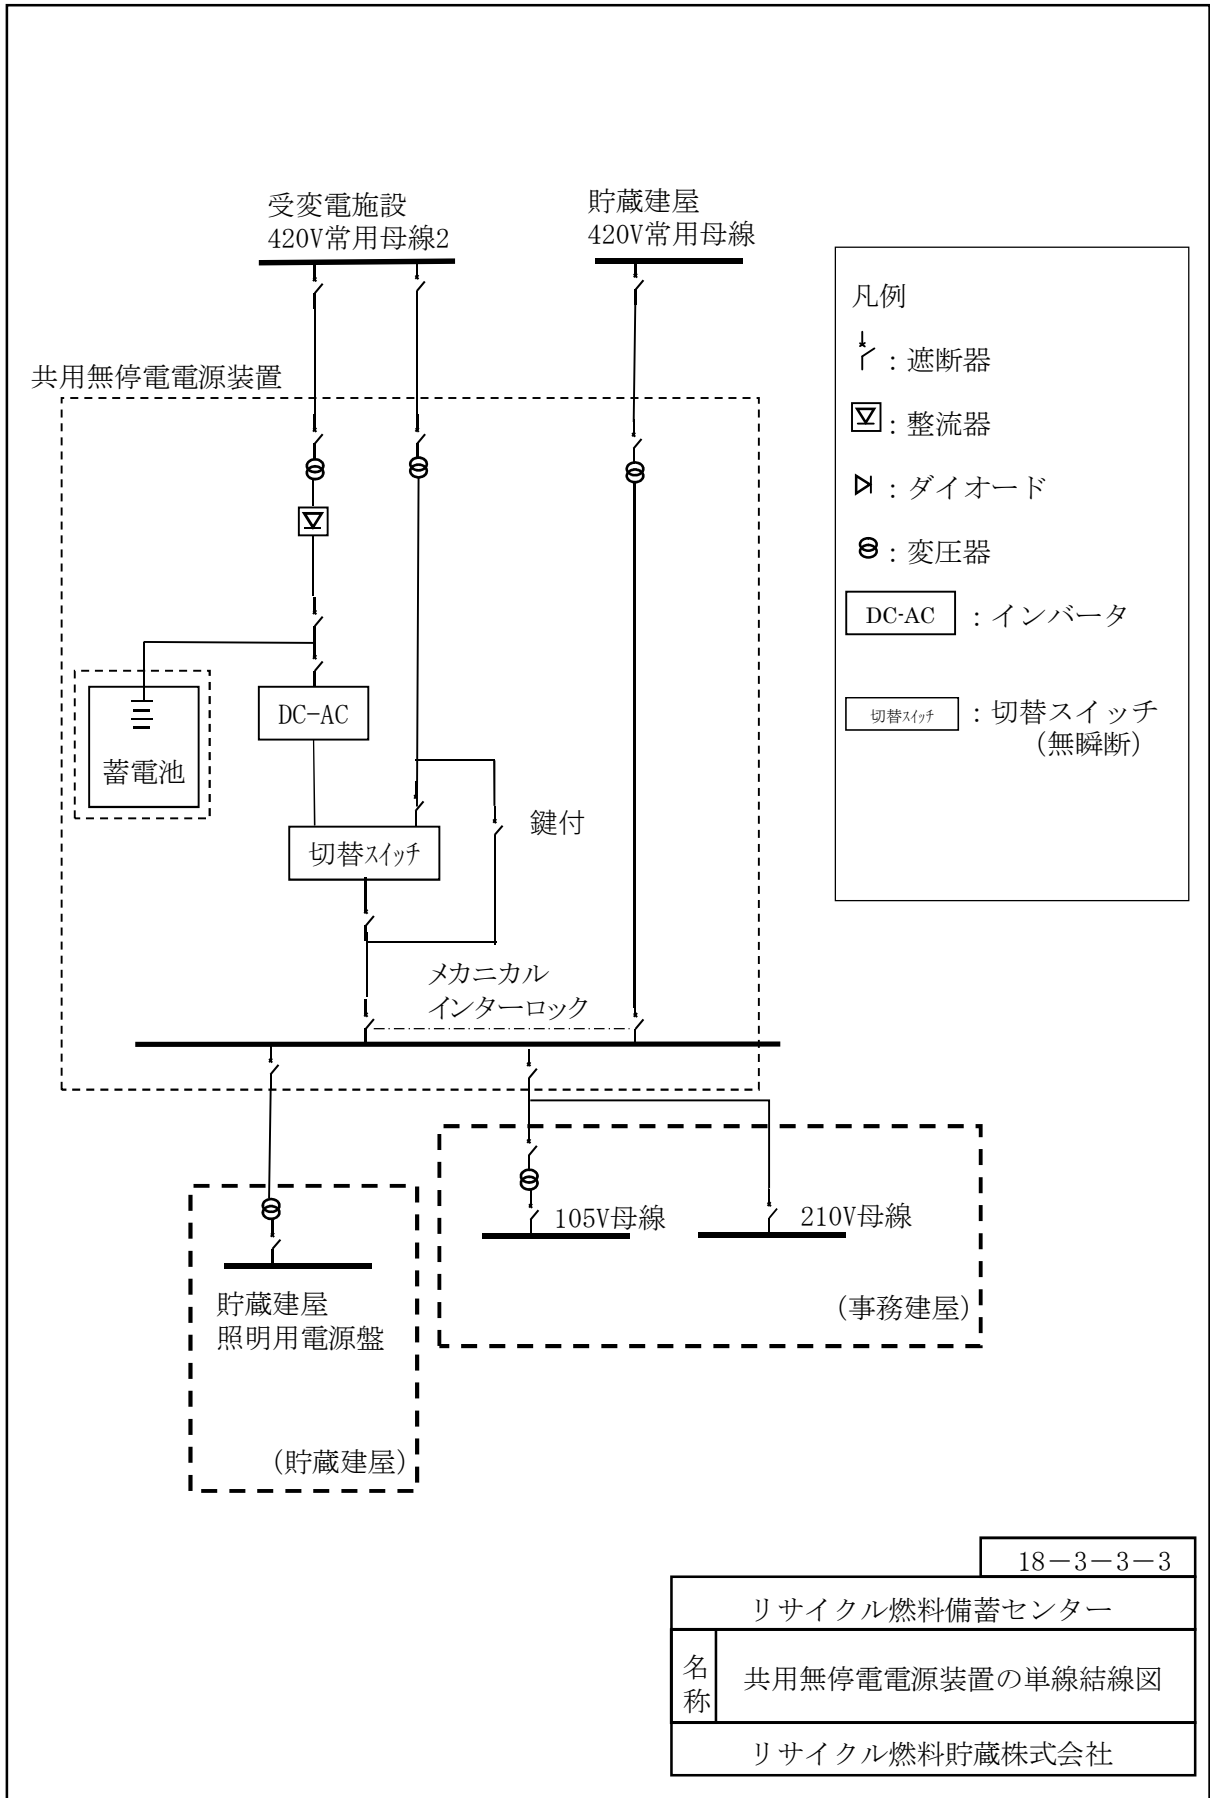 受変電施設
420V常用母線2
貯蔵建屋
420V常用母線
凡例
：遮断器
共用無停電電源装置
：整流器
：ダイオード
：変圧器
DC-AC ：インバータ
DC−AC
切替スイッチ ：切替スイッチ
(無瞬断)
蓄電池
鍵付
切替スイッチ
メカニカル
インターロック
105V母線
210V母線
貯蔵建屋
照明用電源盤
(事務建屋)
(貯蔵建屋)
18−3−3−3
リサイクル燃料備蓄センター
名称
共用無停電電源装置の単線結線図
リサイクル燃料貯蔵株式会社